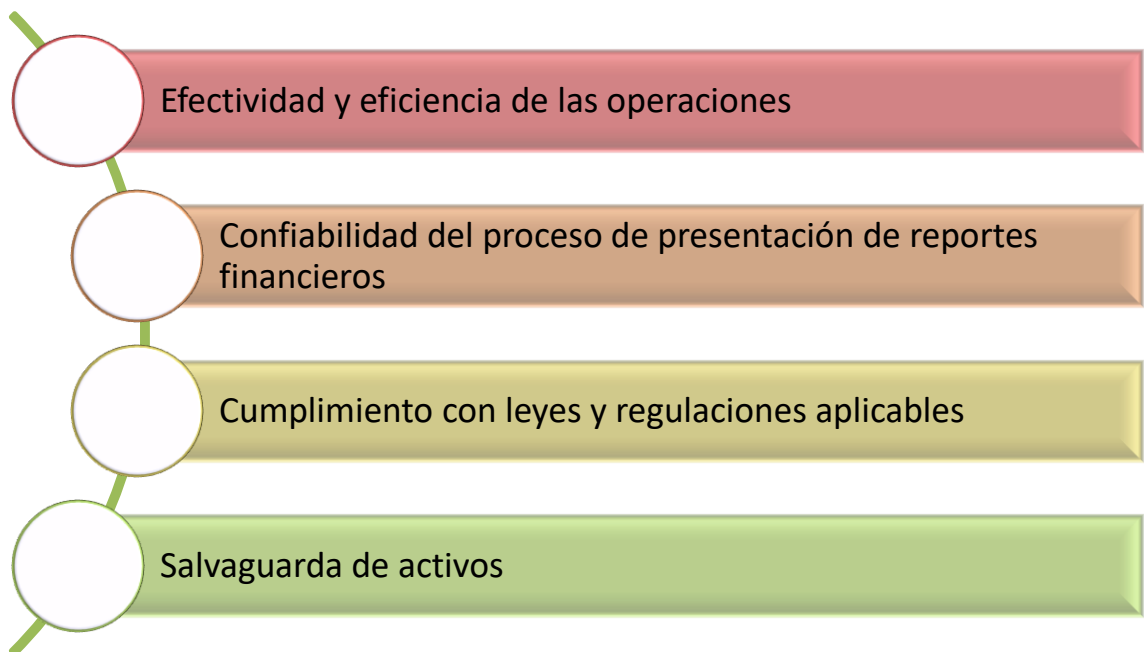 Efectividad y eficiencia de las operaciones
Confiabilidad del proceso de presentación de reportes
financieros
Cumplimiento con leyes y regulaciones aplicables
Salvaguarda de activos